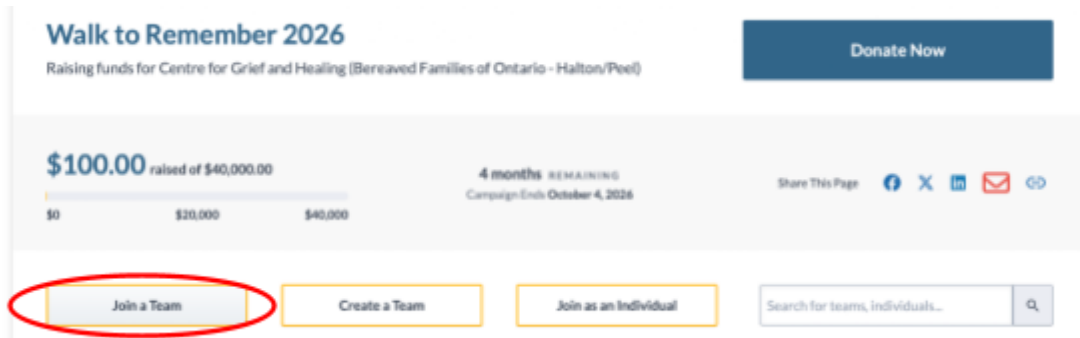 Walk to Remember 2026
Raising funds for Centre for Grief and Healing (Bereaved Families of Ontario - Halton/Peel)
Donate Now
$100.00 raised of $40,000.00
$0 $20,000 $40,000
4 months REMAINING
Campaign Ends October 4, 2026
Share This Page
Join a Team
Create a Team
Join as an Individual
Search for teams, individuals...